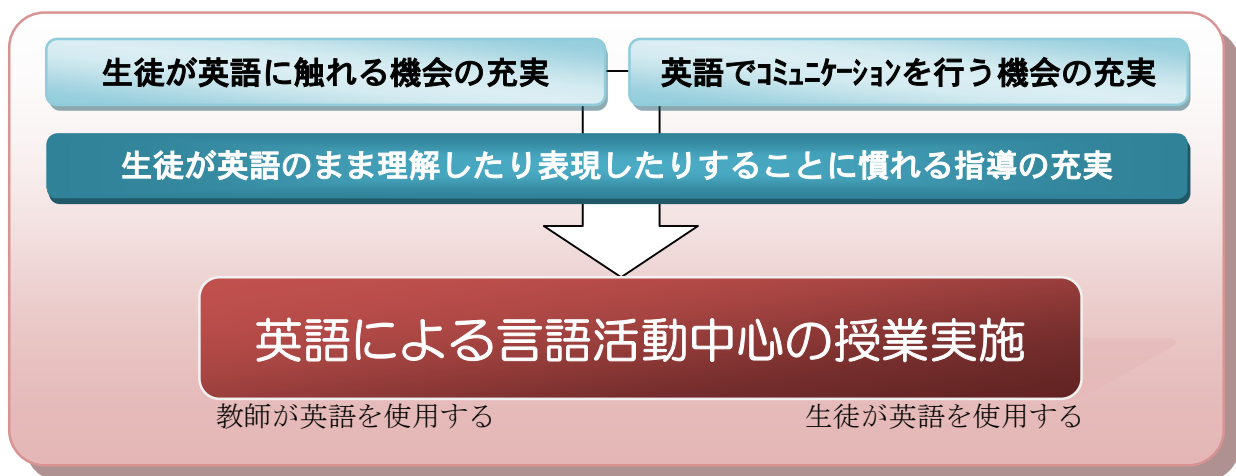 生徒が英語に触れる機会の充実
英語でｺﾐｭﾆｹｰｼｮﾝを行う機会の充実
生徒が英語のまま理解したり表現したりすることに慣れる指導の充実
英語による言語活動中心の授業実施
教師が英語を使用する
生徒が英語を使用する